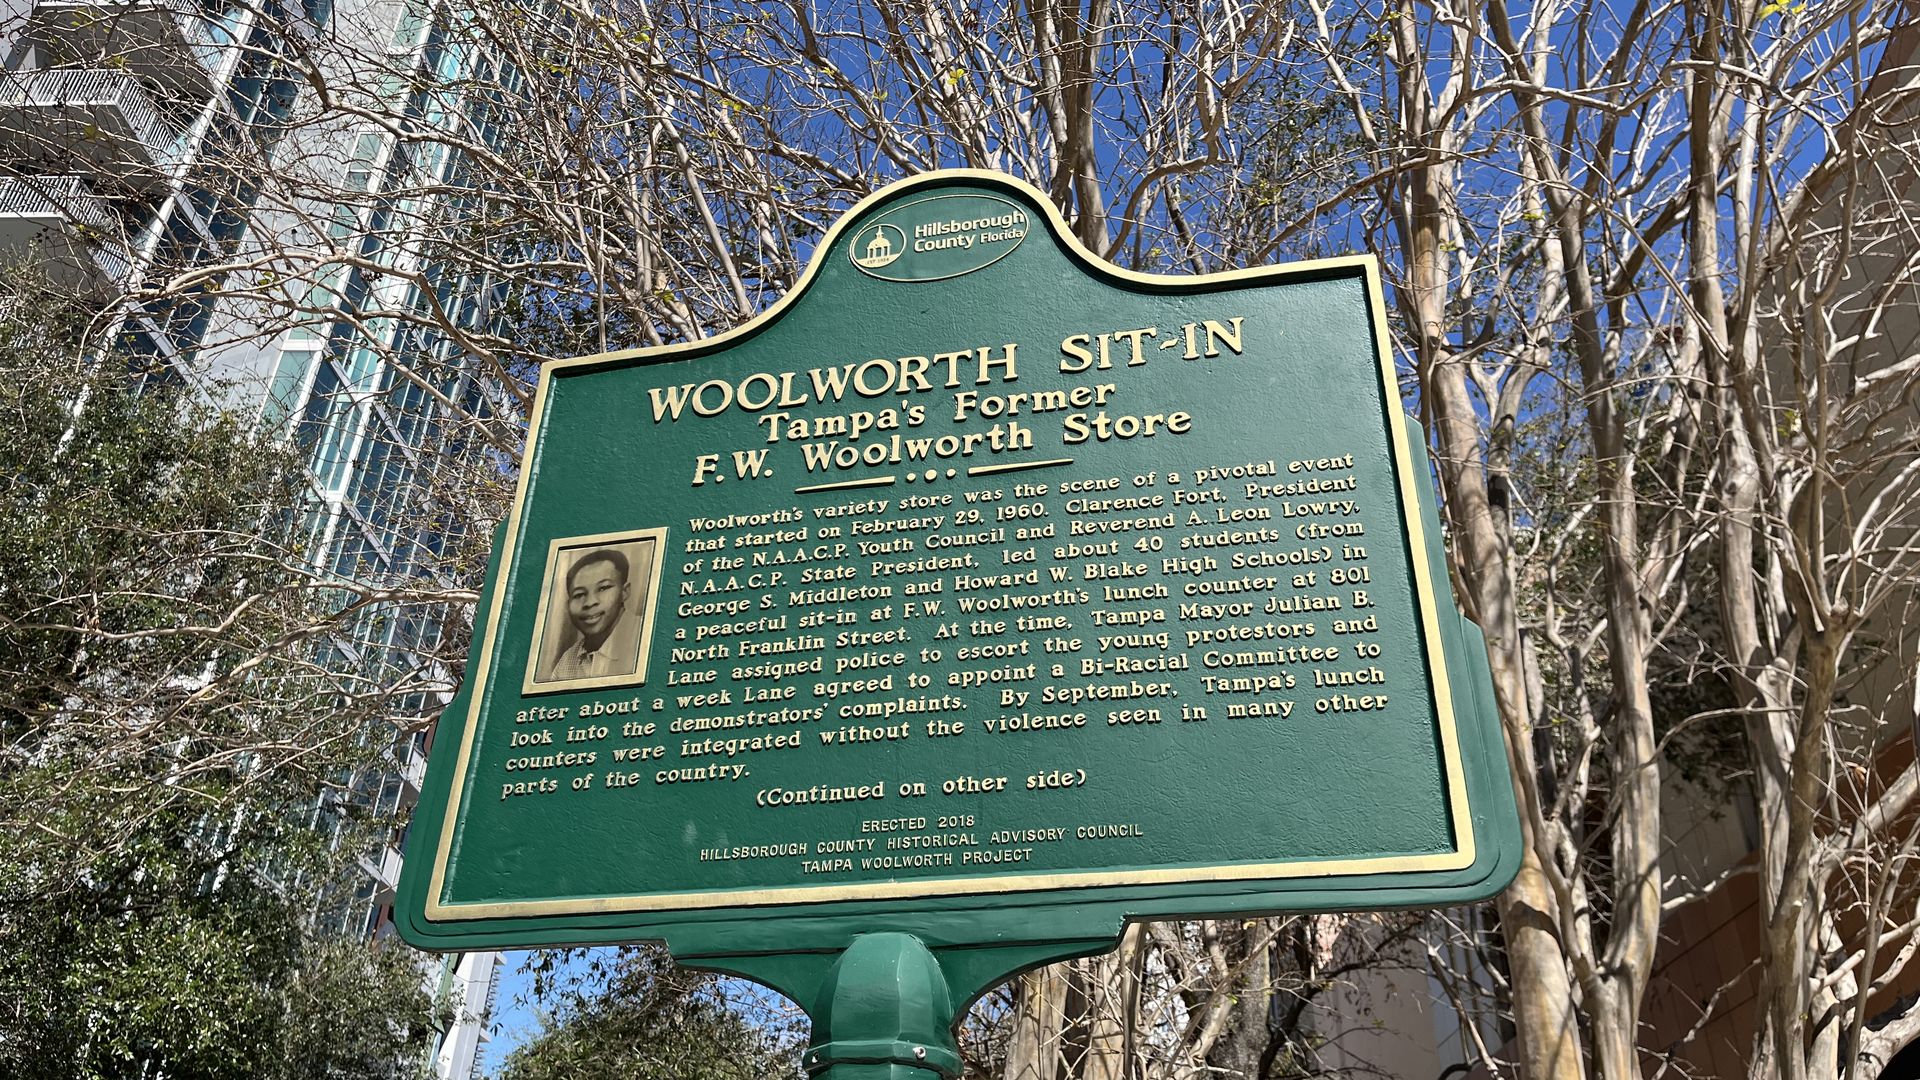 Hillsborough
County Florida
EST 1834
WOOLWORTH SIT-IN
Tampa's Former
F.W. Woolworth Store
Woolworth's variety store was the scene of a pivotal event
that started on February 29, 1960. Clarence Fort, President
of the N.A.A.C.P. Youth Council and Reverend A. Leon Lowry,
N.A.A.C.P. State President, led about 40 students (from
George S. Middleton and Howard W. Blake High Schools) in
a peaceful sit-in at F.W. Woolworth's lunch counter at 801
North Franklin Street. At the time, Tampa Mayor Julian B.
Lane assigned police to escort the young protestors and
after about a week Lane agreed to appoint a Bi-Racial Committee to
look into the demonstrators' complaints. By September, Tampa's lunch
counters were integrated without the violence seen in many other
parts of the country.
(Continued on other side)
ERECTED 2018
HILLSBOROUGH COUNTY HISTORICAL ADVISORY COUNCIL
TAMPA WOOLWORTH PROJECT